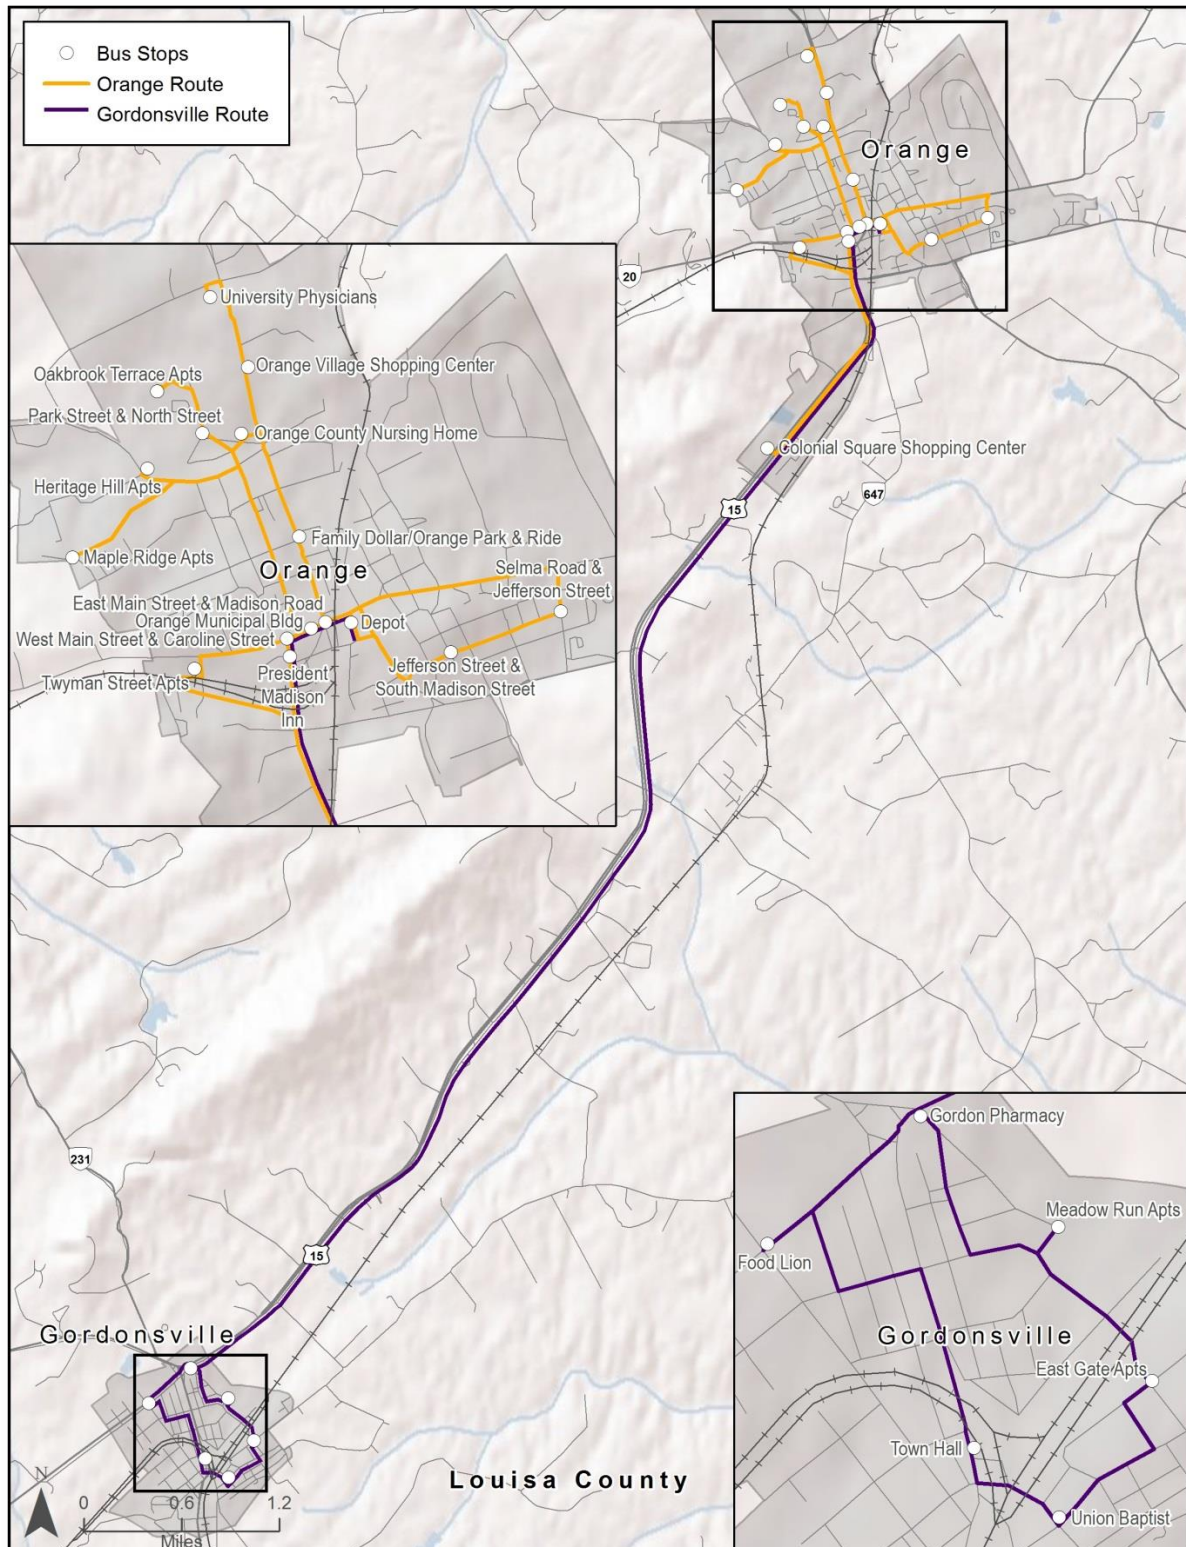 Bus Stops
Orange Route
Gordonsville Route
Orange
20
University Physicians
Orange Village Shopping Center
Oakbrook Terrace Apts
Park Street & North Street
Orange County Nursing Home
Heritage Hill Apts
Maple Ridge Apts
Family Dollar/Orange Park & Ride
Orange
Selma Road &
Jefferson Street
East Main Street & Madison Road
Orange Municipal Bldg
Depot
West Main Street & Caroline Street
Twyman Street Apts
President
Madison
Inn
Jefferson Street &
South Madison Street
Colonial Square Shopping Center
647
15
231
15
Gordonsville
Gordon Pharmacy
Meadow Run Apts
Food Lion
Gordonsville
East Gate Apts
Town Hall
Union Baptist
Louisa County
N
0 0.6 1.2
Miles